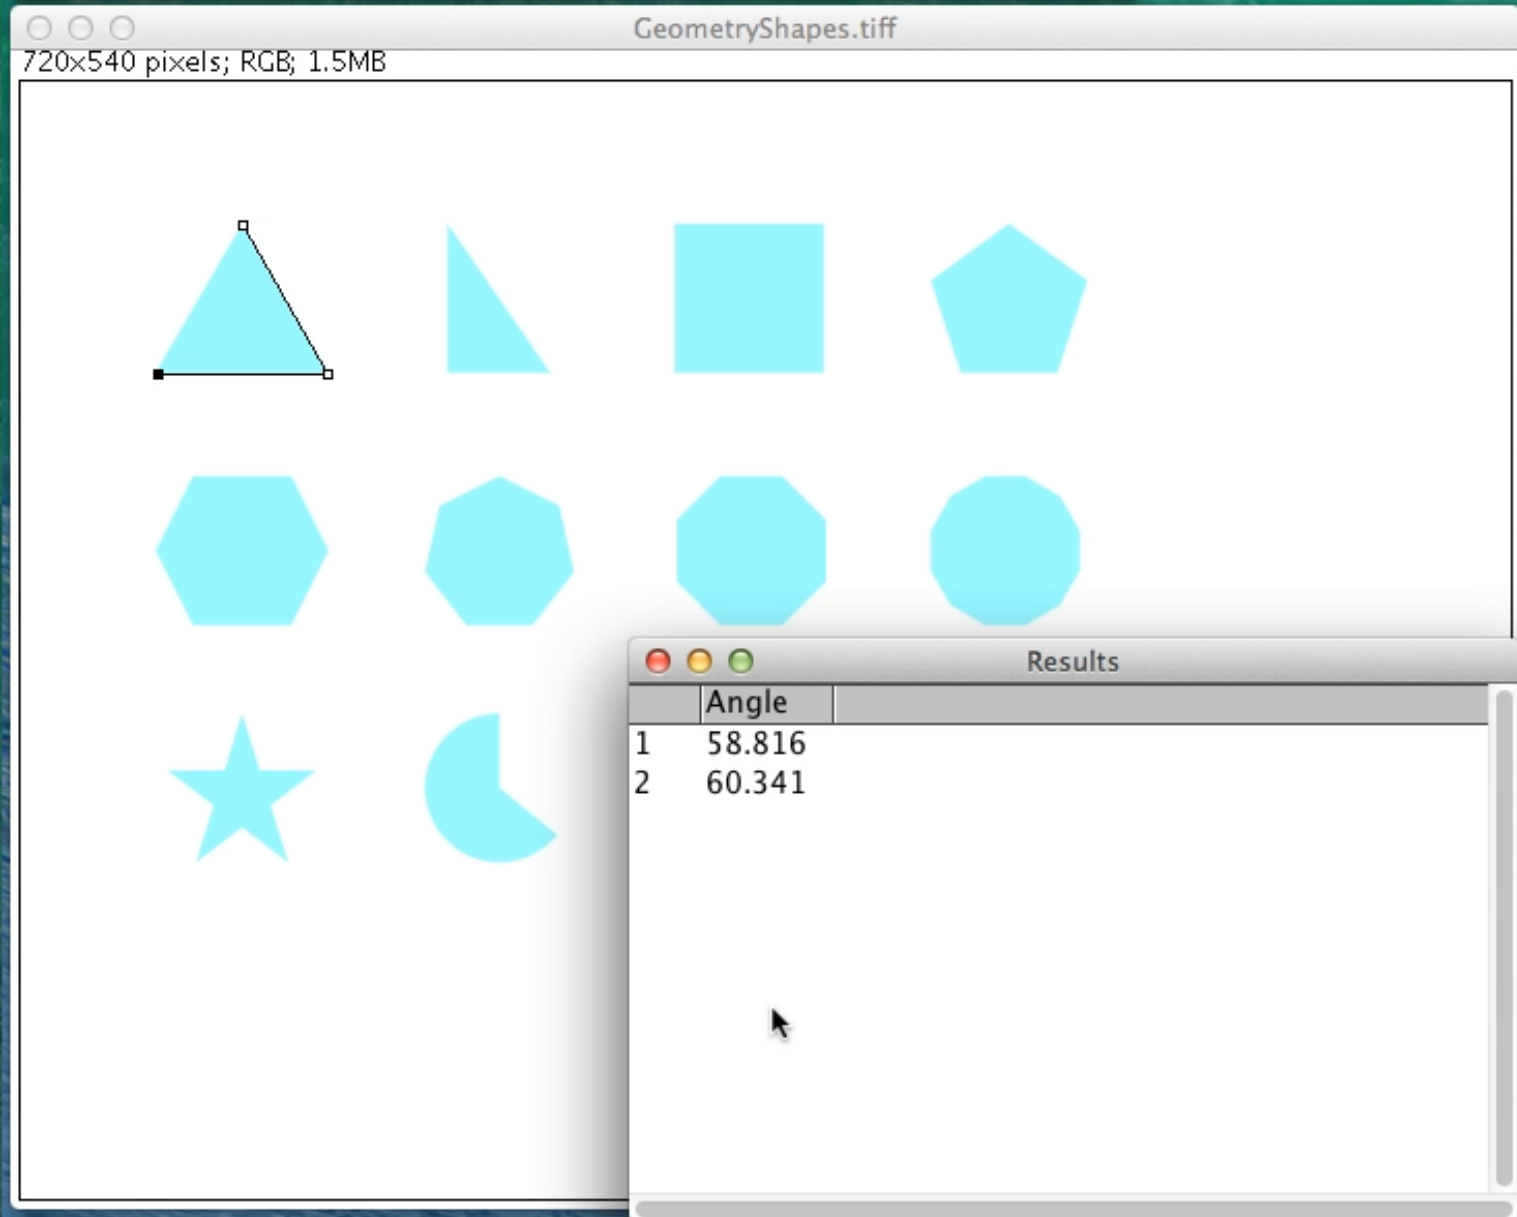 GeometryShapes.tiff
720x540 pixels; RGB; 1.5MB
Results
Angle
1 58.816
2 60.341